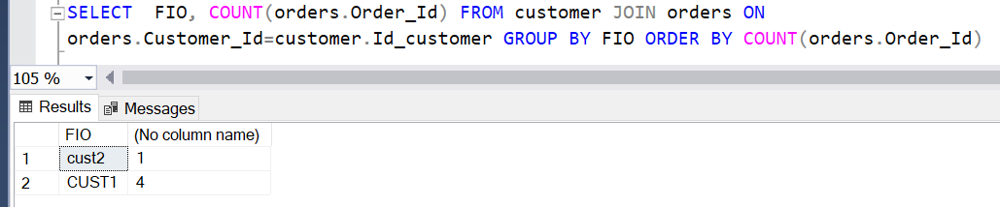 SELECT  FIO, COUNT(orders.Order_Id) FROM customer JOIN orders ON
orders.Customer_Id=customer.Id_customer GROUP BY FIO ORDER BY COUNT(orders.Order_Id)
105 %
Results Messages
FIO (No column name)
1 cust2 1
2 CUST1 4